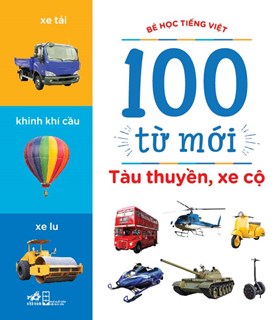 xe tải
khinh khí cầu
xe lu
BÉ HỌC TIẾNG VIỆT
100
từ mới
Tàu thuyền, xe cộ